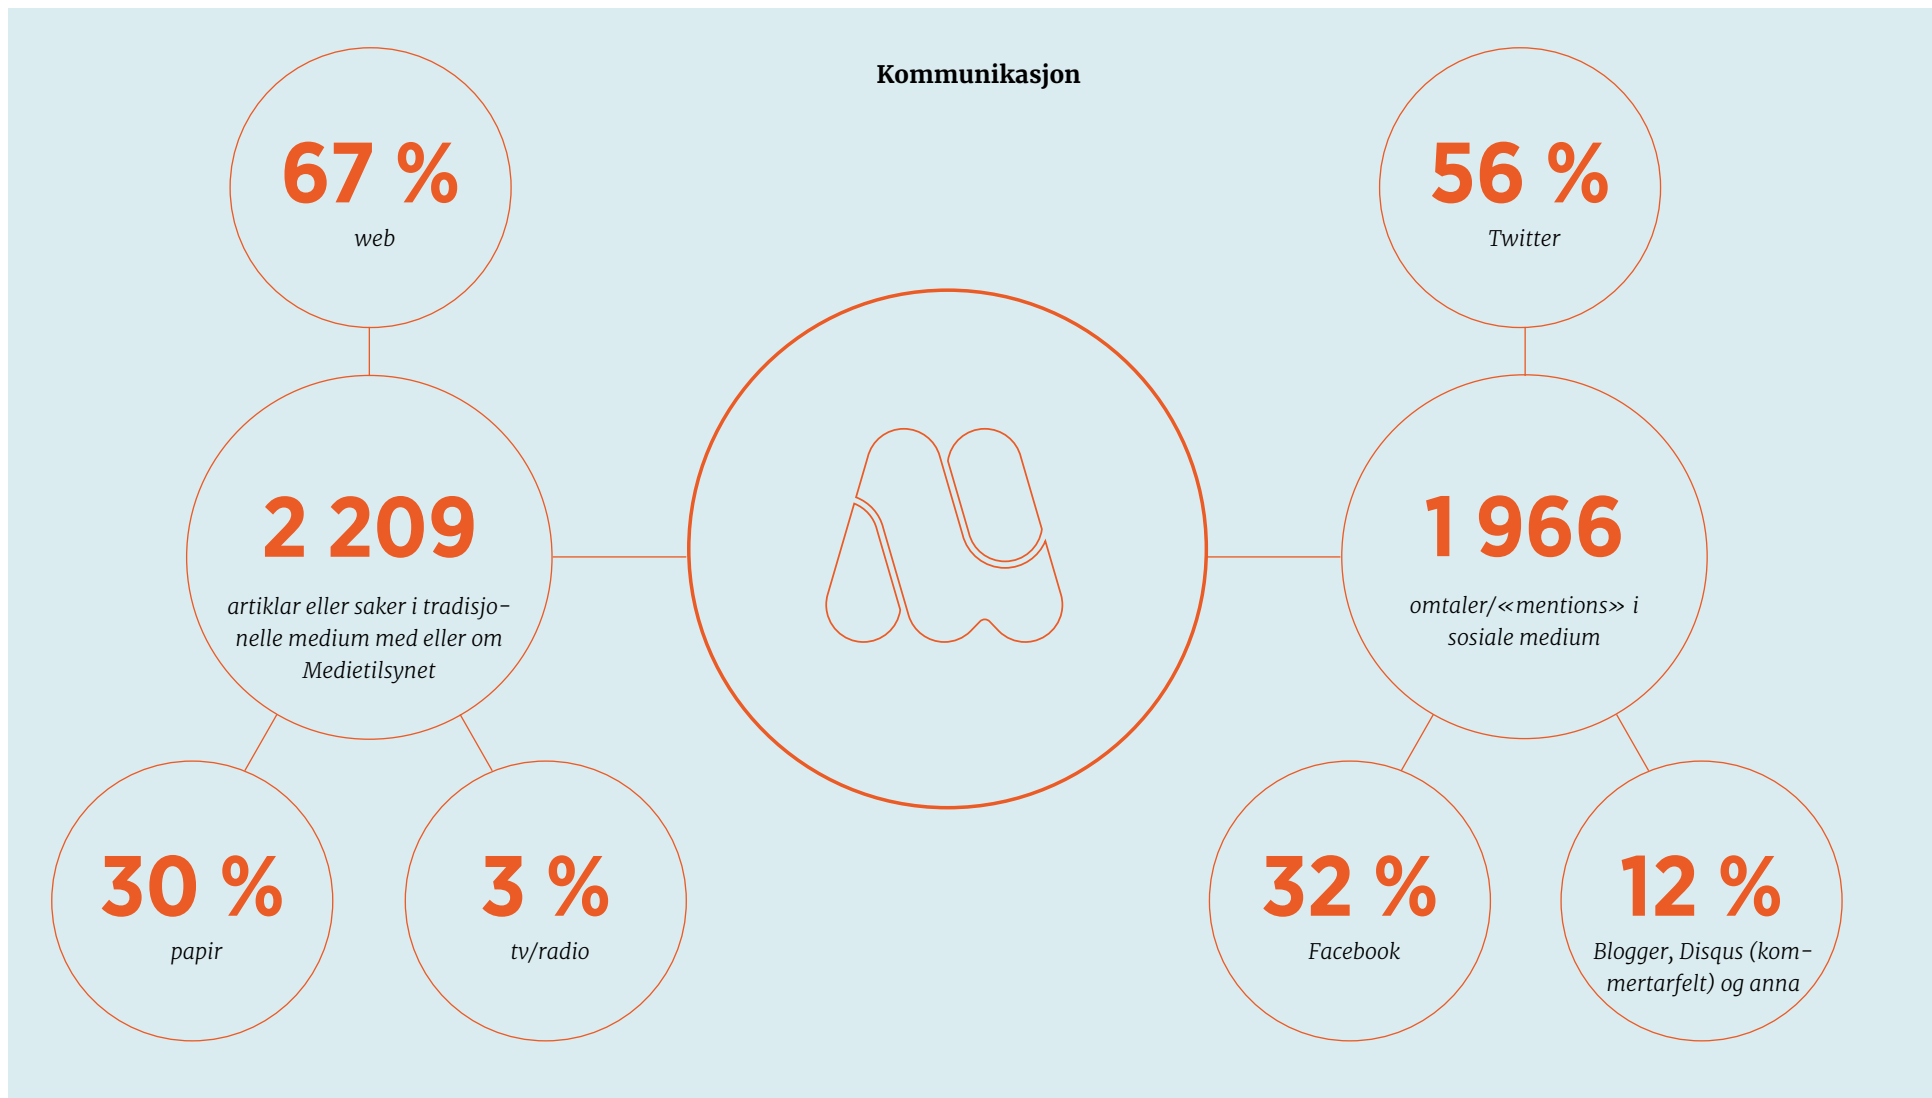 Kommunikasjon
67 %
web
2 209
artiklar eller saker i tradisjo-
nelle medium med eller om
Medietilsynet
30 %
papir
3 %
tv/radio
56 %
Twitter
1 966
omtaler/«mentions» i
sosiale medium
32 %
Facebook
12 %
Blogger, Disqus (kom-
mertarfelt) og anna